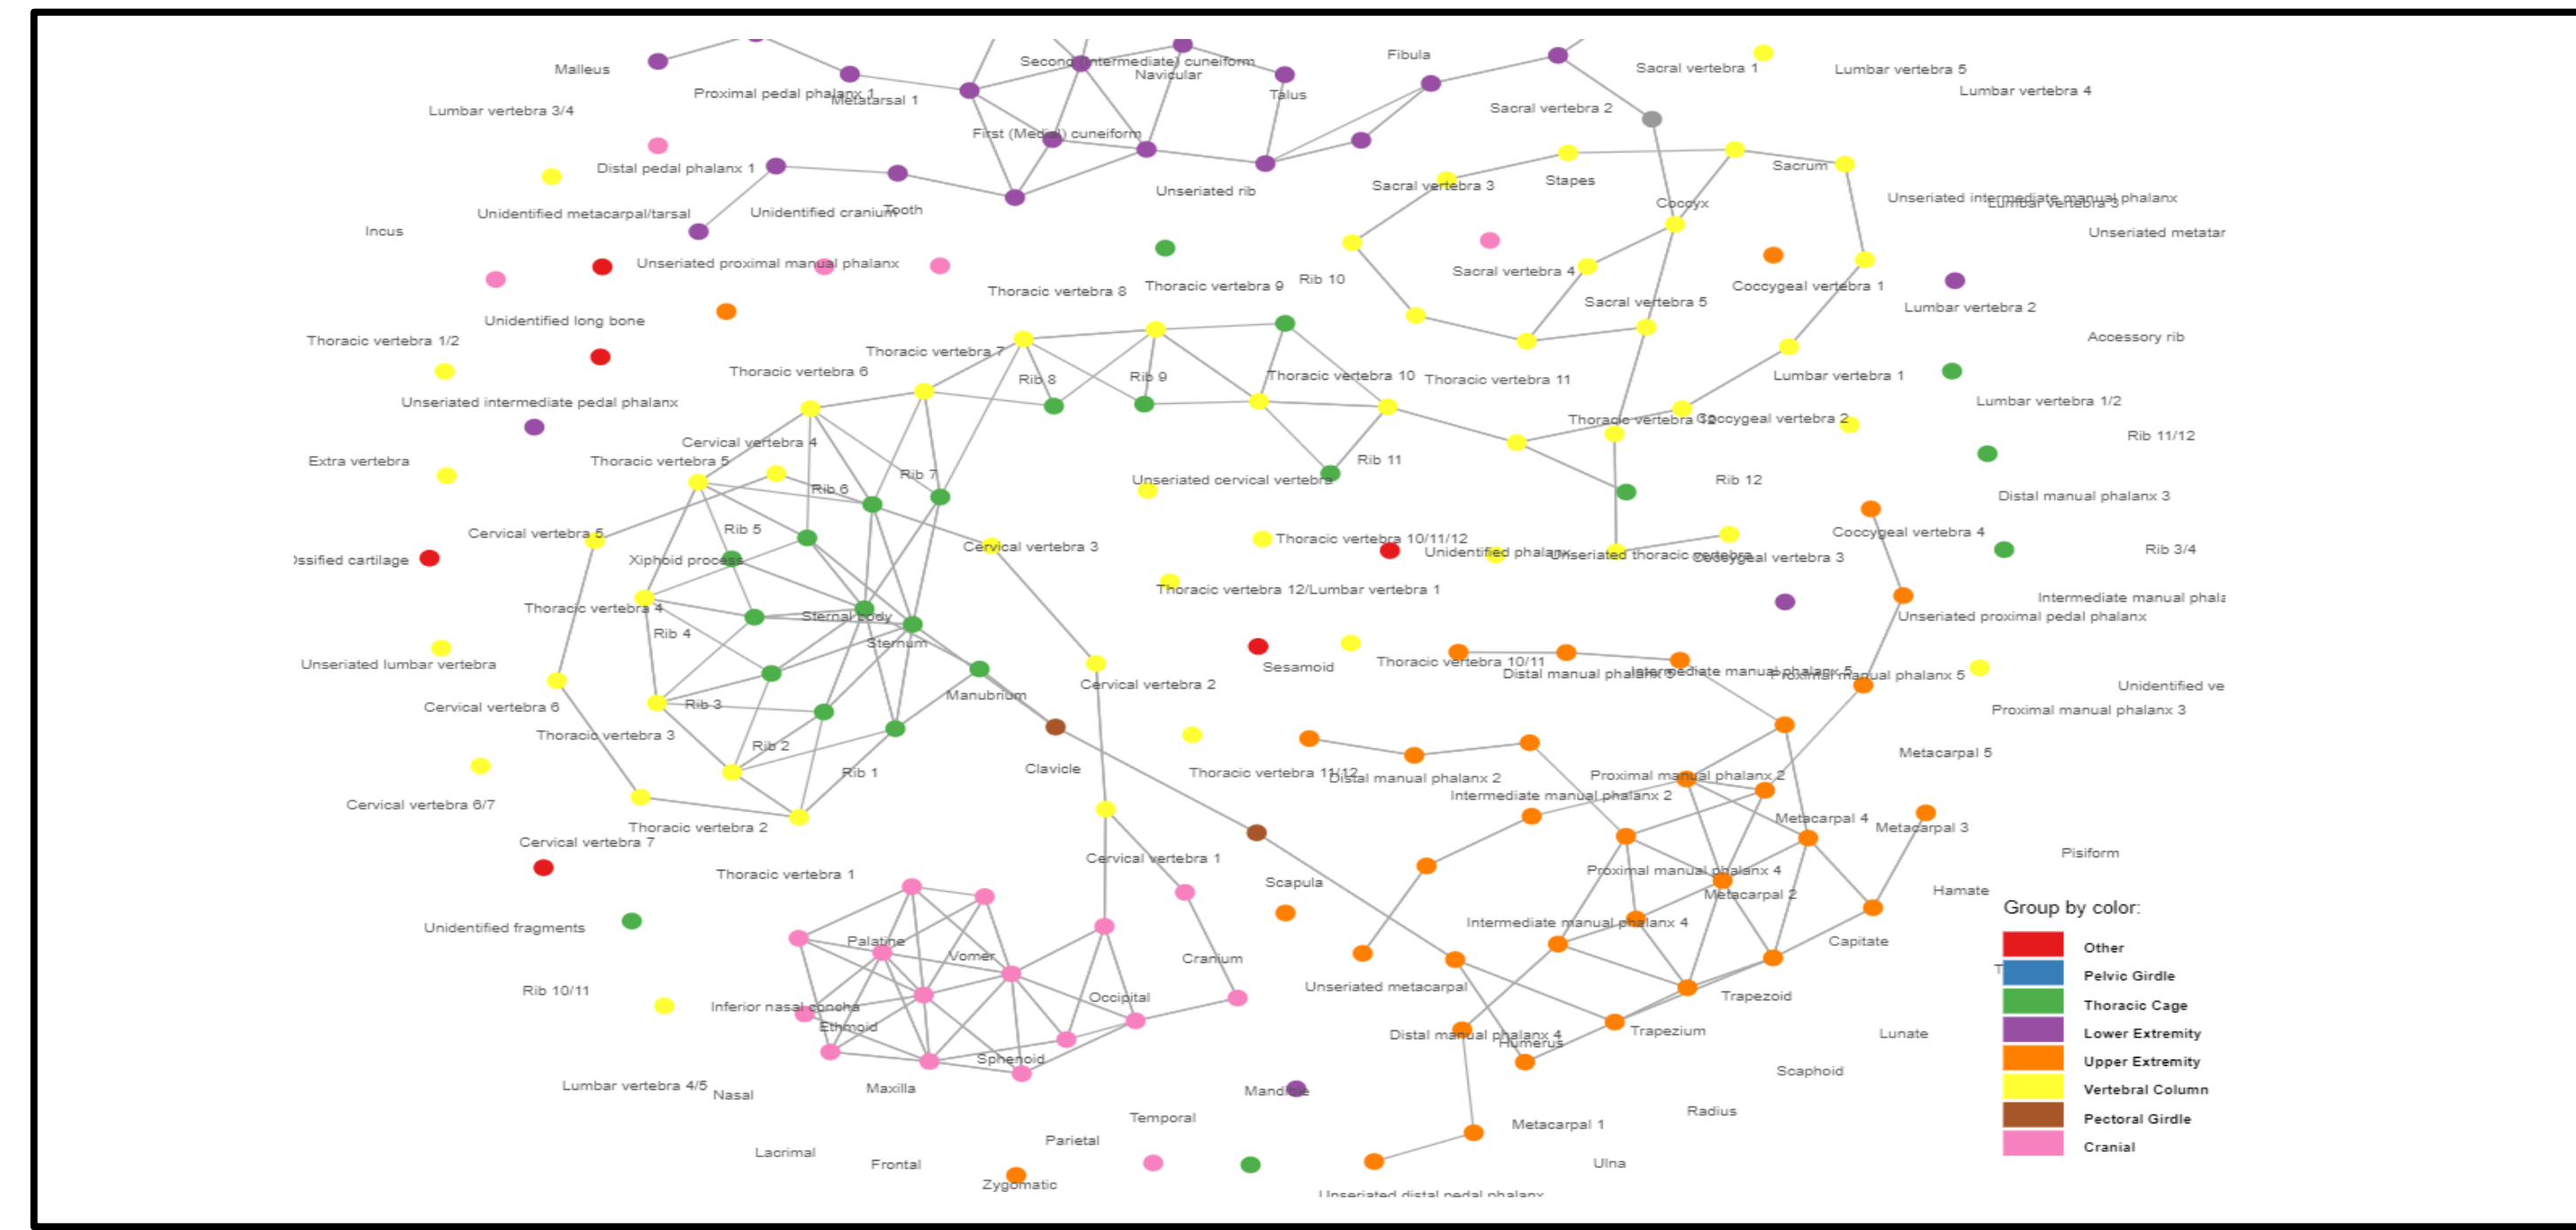 Second (Intermediate) cuneiform
Navicular
Fibula
Malleus
Sacral vertebra 1
Lumbar vertebra 5
Proximal pedal phalanx 1
Metatarsal 1
Talus
Lumbar vertebra 4
Lumbar vertebra 3/4
Sacral vertebra 2
First (Medial) cuneiform
Distal pedal phalanx 1
Sacrum
Unseriated rib
Sacral vertebra 3
Stapes
Unseriated intermediate manual phalanx
Lumbar vertebra 3
Coccyx
Unidentified metacarpal/tarsal
Unidentified cranium
Tooth
Incus
Unseriated metatar
Unseriated proximal manual phalanx
Sacral vertebra 4
Rib 10
Thoracic vertebra 8
Thoracic vertebra 9
Coccygeal vertebra 1
Sacral vertebra 5
Lumbar vertebra 2
Unidentified long bone
Thoracic vertebra 1/2
Accessory rib
Thoracic vertebra 7
Thoracic vertebra 6
Rib 8
Rib 9
Thoracic vertebra 10
Thoracic vertebra 11
Lumbar vertebra 1
Unseriated intermediate pedal phalanx
Lumbar vertebra 1/2
Thoracic vertebra 12
Coccygeal vertebra 2
Rib 11/12
Cervical vertebra 4
Extra vertebra
Thoracic vertebra 5
Rib 7
Rib 11
Rib 6
Unseriated cervical vertebra
Rib 12
Distal manual phalanx 3
Cervical vertebra 5
Rib 5
Coccygeal vertebra 4
Cervical vertebra 3
Thoracic vertebra 10/11/12
Unidentified phalanx
Unseriated thoracic vertebra
Coccygeal vertebra 3
Rib 3/4
ossified cartilage
Xiphoid process
Thoracic vertebra 12/Lumbar vertebra 1
Intermediate manual phala
Thoracic vertebra 4
Sternal body
Unseriated proximal pedal phalanx
Rib 4
Sternum
Unseriated lumbar vertebra
Sesamoid
Thoracic vertebra 10/11
Distal manual phalanx 5
Intermediate manual phalanx 5
Proximal manual phalanx 5
Cervical vertebra 2
Unidentified ve
Manubrium
Cervical vertebra 6
Rib 3
Proximal manual phalanx 3
Thoracic vertebra 3
Rib 2
Metacarpal 5
Rib 1
Clavicle
Thoracic vertebra 11/12
Distal manual phalanx 2
Proximal manual phalanx 2
Intermediate manual phalanx 2
Cervical vertebra 6/7
Thoracic vertebra 2
Metacarpal 4
Metacarpal 3
Cervical vertebra 7
Cervical vertebra 1
Pisiform
Thoracic vertebra 1
Scapula
Proximal manual phalanx 4
Metacarpal 2
Hamate
Unidentified fragments
Intermediate manual phalanx 4
Palatine
Vomer
Cranium
Capitate
Rib 10/11
Unseriated metacarpal
Occipital
Trapezoid
Inferior nasal concha
Ethmoid
Distal manual phalanx 4
Humerus
Trapezium
Lunate
Sphenoid
Scaphoid
Lumbar vertebra 4/5
Nasal
Maxilla
Mandible
Temporal
Metacarpal 1
Radius
Parietal
Lacrimal
Frontal
Ulna
Zygomatic
Unseriated distal pedal phalanx
Group by color:
Other
Pelvic Girdle
Thoracic Cage
Lower Extremity
Upper Extremity
Vertebral Column
Pectoral Girdle
Cranial